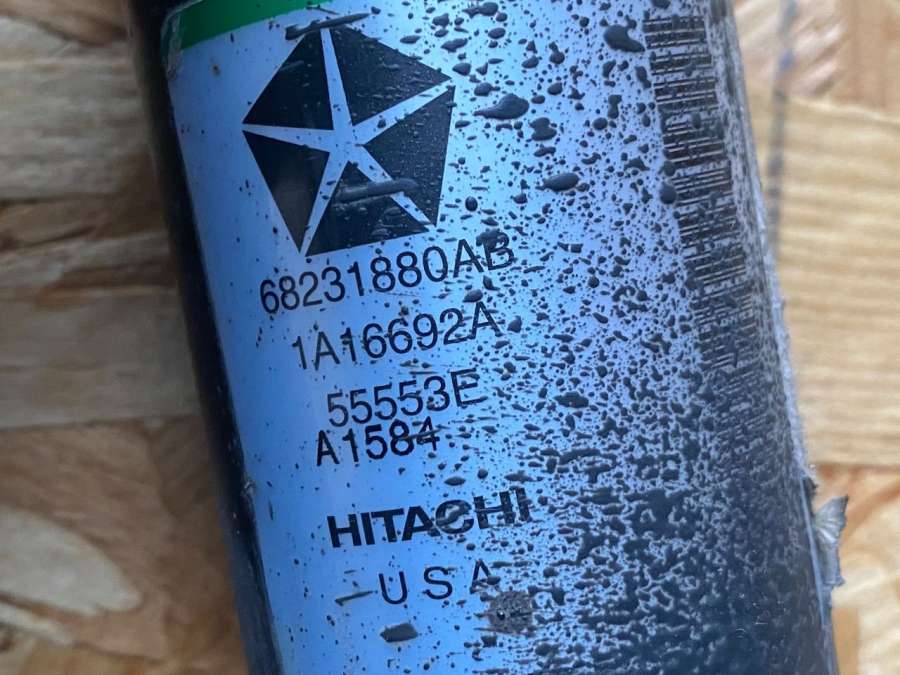 68231880AB
1A16692A
55553E
A1584
HITACHI
USA